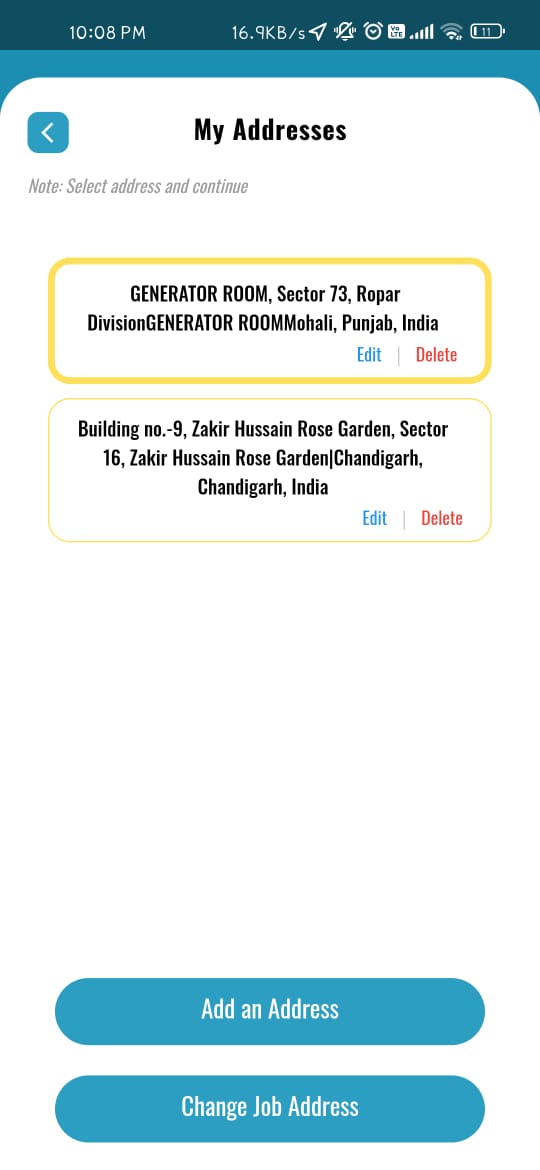 10:08 PM 16.9KB/s Vo LTE 11
My Addresses
Note: Select address and continue
GENERATOR ROOM, Sector 73, Ropar
DivisionGENERATOR ROOMMohali, Punjab, India
Edit | Delete
Building no.-9, Zakir Hussain Rose Garden, Sector
16, Zakir Hussain Rose Garden|Chandigarh,
Chandigarh, India
Edit | Delete
Add an Address
Change Job Address